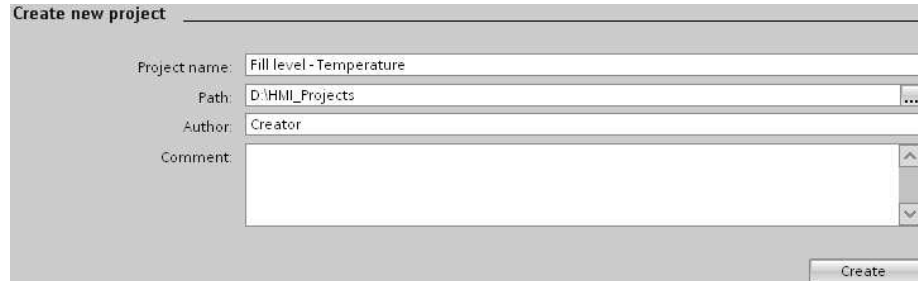 Create new project
Project name: Fill level - Temperature
Path: D:\HMI_Projects
...
Author: Creator
Comment:
Create